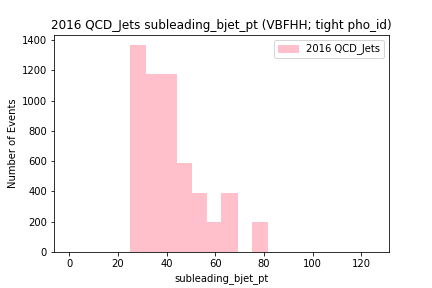 2016 QCD_Jets subleading_bjet_pt (VBFHH; tight pho_id)
2016 QCD_Jets
Number of Events
1400
1200
1000
800
600
400
200
0
0 20 40 60 80 100 120
subleading_bjet_pt